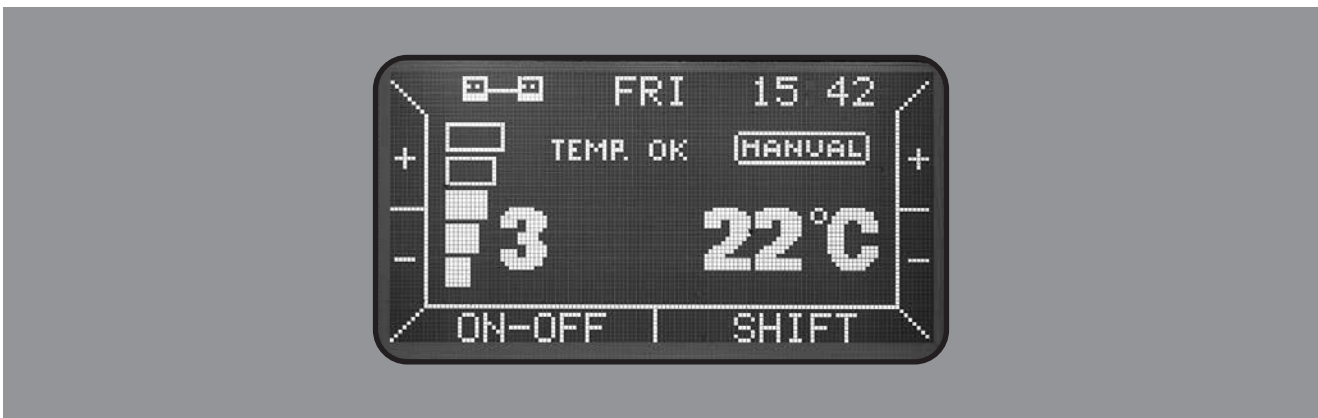 FRI 15 42
+ TEMP. OK MANUAL +
3 22°C
- -
ON-OFF | SHIFT